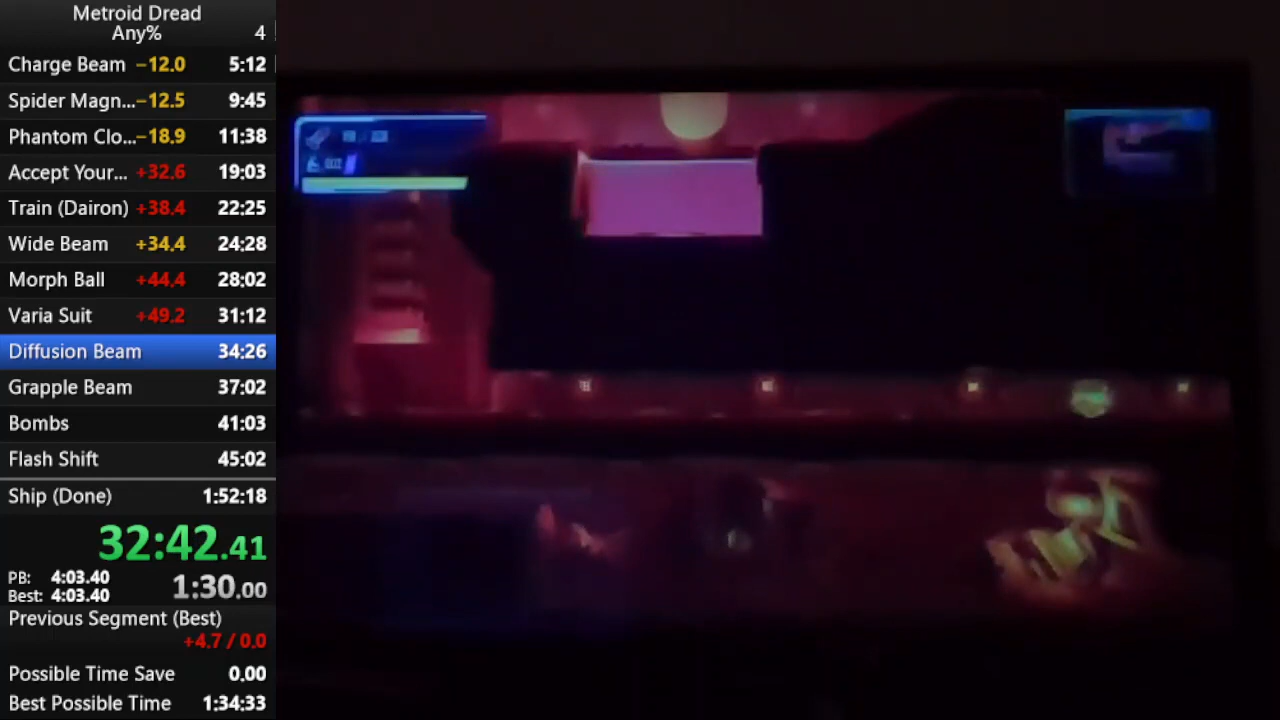 Metroid Dread
Any% 4
Charge Beam −12.0 5:12
Spider Magn... −12.5 9:45
Phantom Clo... −18.9 11:38
Accept Your... +32.6 19:03
Train (Dairon) +38.4 22:25
Wide Beam +34.4 24:28
Morph Ball +44.4 28:02
Varia Suit +49.2 31:12
Diffusion Beam 34:26
Grapple Beam 37:02
Bombs 41:03
Flash Shift 45:02
Ship (Done) 1:52:18
32:42.41
PB: 4:03.40
Best: 4:03.40
1:30.00
Previous Segment (Best)
+4.7 / 0.0
Possible Time Save 0.00
Best Possible Time 1:34:33